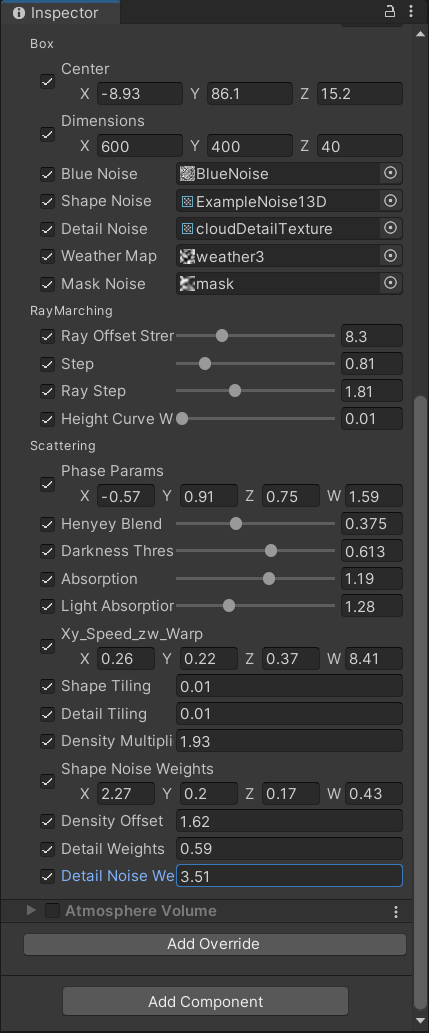 Inspector
Box
Center
X -8.93 Y 86.1 Z 15.2
Dimensions
X 600 Y 400 Z 40
Blue Noise BlueNoise
Shape Noise ExampleNoise13D
Detail Noise cloudDetailTexture
Weather Map weather3
Mask Noise mask
RayMarching
Ray Offset Strer 8.3
Step 0.81
Ray Step 1.81
Height Curve W 0.01
Scattering
Phase Params
X -0.57 Y 0.91 Z 0.75 W 1.59
Henyey Blend 0.375
Darkness Thres 0.613
Absorption 1.19
Light Absorptior 1.28
Xy_Speed_zw_Warp
X 0.26 Y 0.22 Z 0.37 W 8.41
Shape Tiling 0.01
Detail Tiling 0.01
Density Multipli 1.93
Shape Noise Weights
X 2.27 Y 0.2 Z 0.17 W 0.43
Density Offset 1.62
Detail Weights 0.59
Detail Noise We 3.51
Atmosphere Volume
Add Override
Add Component